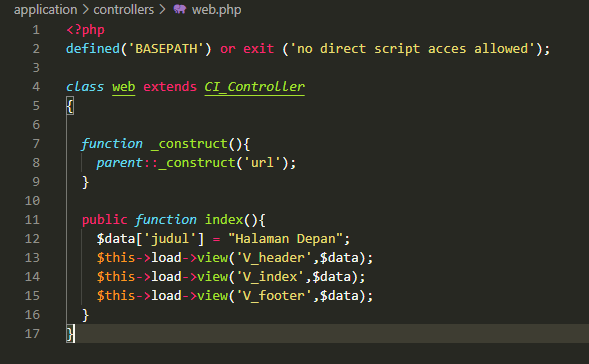 application > controllers > web.php
1 <?php
2 defined('BASEPATH') or exit ('no direct script acces allowed');
3
4 class web extends CI_Controller
5 {
6
7   function _construct(){
8     parent::_construct('url');
9   }
10
11   public function index(){
12     $data['judul'] = "Halaman Depan";
13     $this->load->view('V_header',$data);
14     $this->load->view('V_index',$data);
15     $this->load->view('V_footer',$data);
16   }
17 }